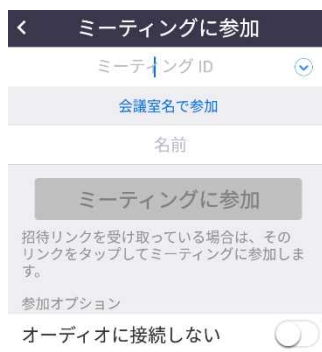 ミーティングに参加
ミーティング ID
会議室名で参加
名前
ミーティングに参加
招待リンクを受け取っている場合は、その
リンクをタップしてミーティングに参加しま
す。
参加オプション
オーディオに接続しない